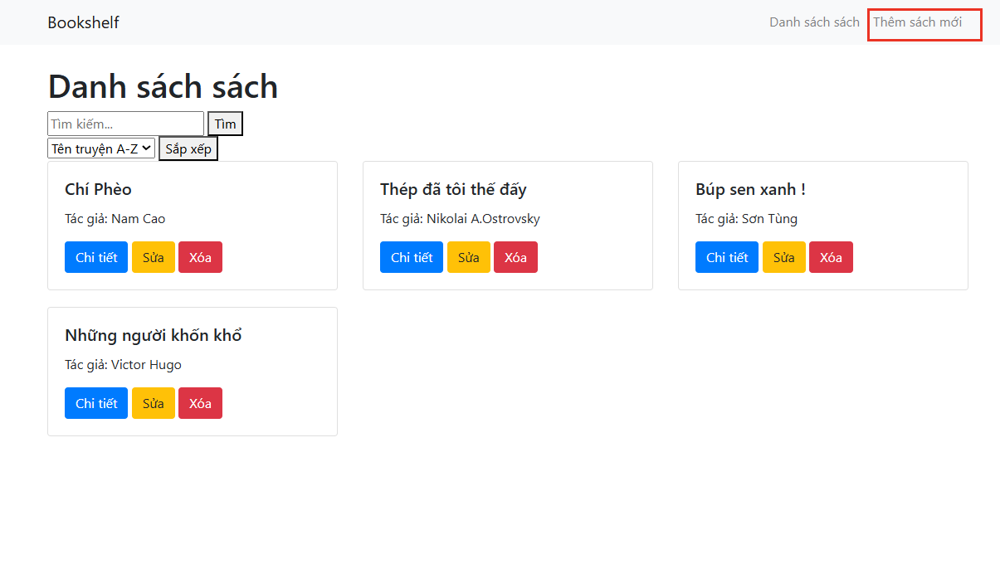 Bookshelf Danh sách sách Thêm sách mới
Danh sách sách
Tìm kiếm... Tìm
Tên truyện A-Z Sắp xếp
Chí Phèo
Tác giả: Nam Cao
Chi tiết Sửa Xóa
Thép đã tôi thế đấy
Tác giả: Nikolai A.Ostrovsky
Chi tiết Sửa Xóa
Búp sen xanh !
Tác giả: Sơn Tùng
Chi tiết Sửa Xóa
Những người khốn khổ
Tác giả: Victor Hugo
Chi tiết Sửa Xóa